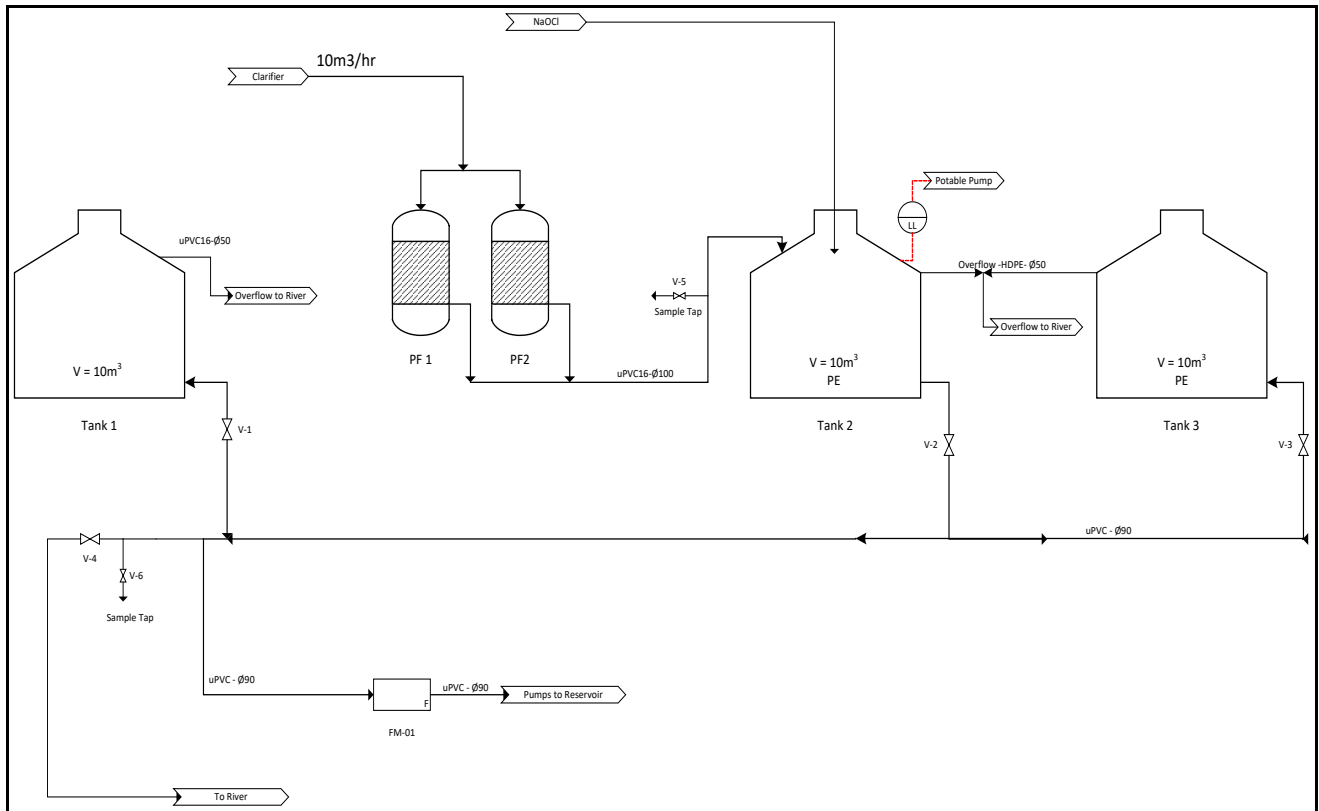 NaOCl
10m3/hr
Clarifier
Potable Pump
LL
uPVC16-Ø50
Overflow -HDPE- Ø50
V-5
Sample Tap
Overflow to River
Overflow to River
PF 1
PF2
V = 10m³
uPVC16-Ø100
V = 10m³
PE
V = 10m³
PE
Tank 1
V-1
Tank 2
Tank 3
V-2
V-3
uPVC - Ø90
V-4
V-6
Sample Tap
uPVC - Ø90
uPVC - Ø90
Pumps to Reservoir
F
FM-01
To River